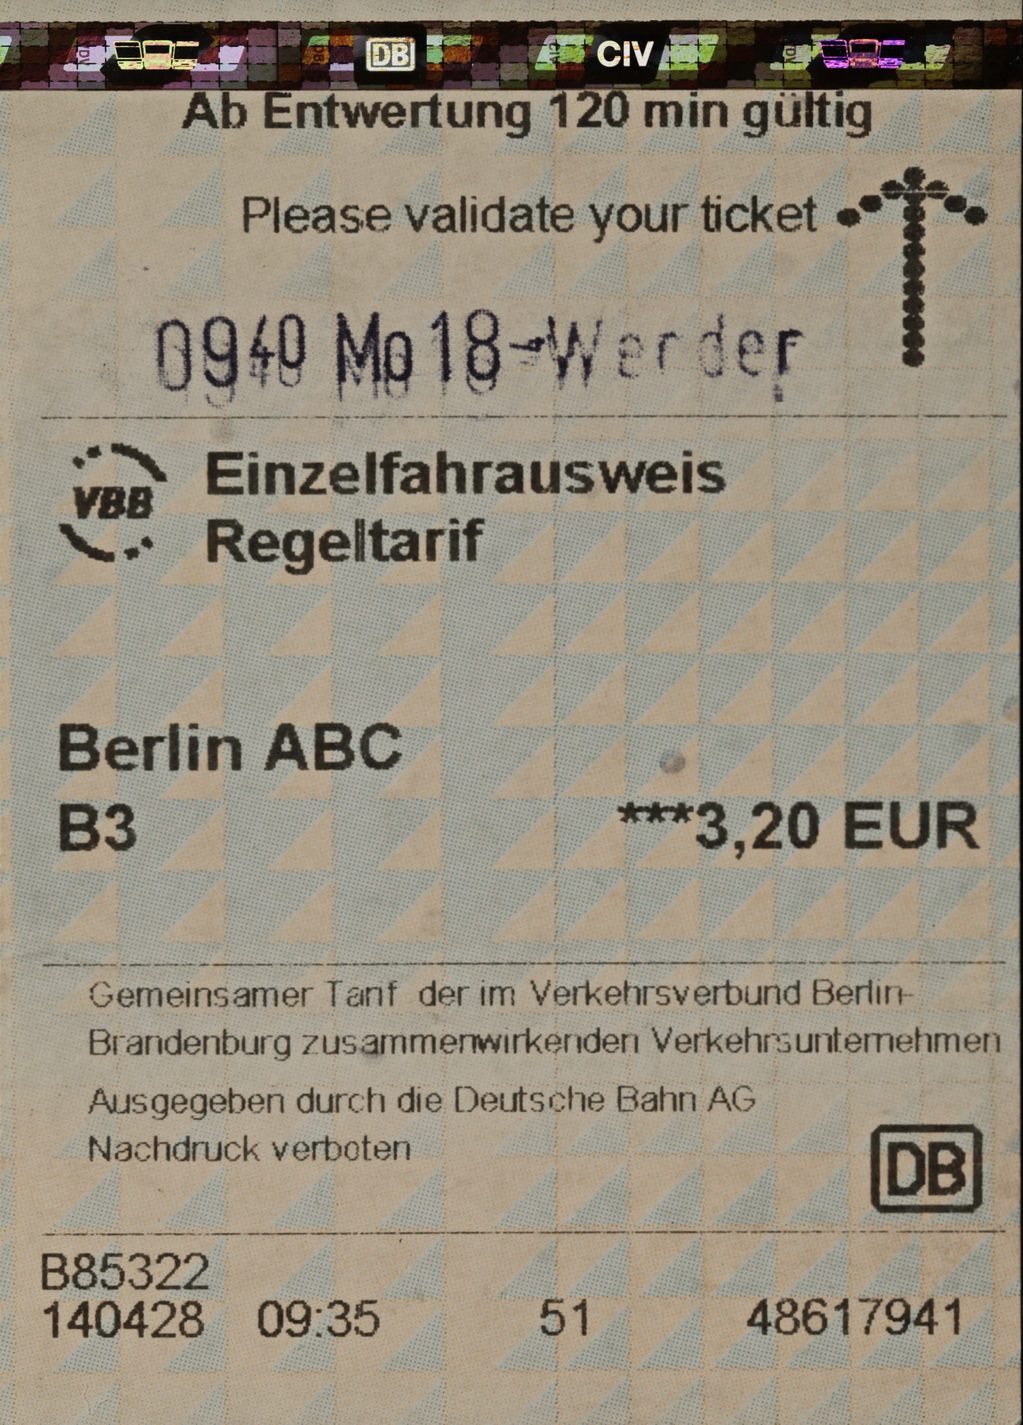 DB CIV
Ab Entwertung 120 min gültig
Please validate your ticket
0940 Mo 18→Werder
VBB
Einzelfahrausweis
Regeltarif
Berlin ABC
B3 ***3,20 EUR
Gemeinsamer Tarif der im Verkehrsverbund Berlin-
Brandenburg zusammenwirkenden Verkehrsunternehmen
Ausgegeben durch die Deutsche Bahn AG
Nachdruck verboten
DB
B85322
140428 09:35 51 48617941